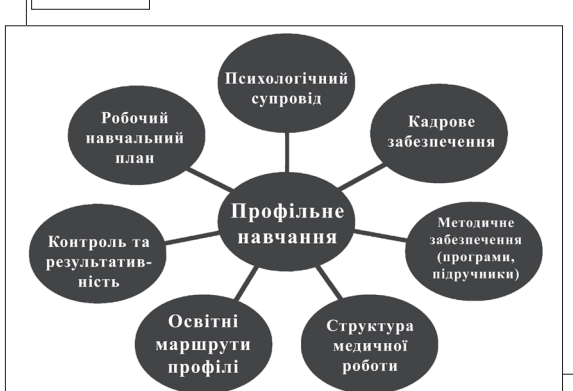 Психологічний
супровід
Робочий
навчальний
план
Кадрове
забезпечення
Профільне
навчання
Контроль та
результатив-
ність
Методичне
забезпечення
(програми,
підручники)
Освітні
маршрути
профілі
Структура
медичної
роботи